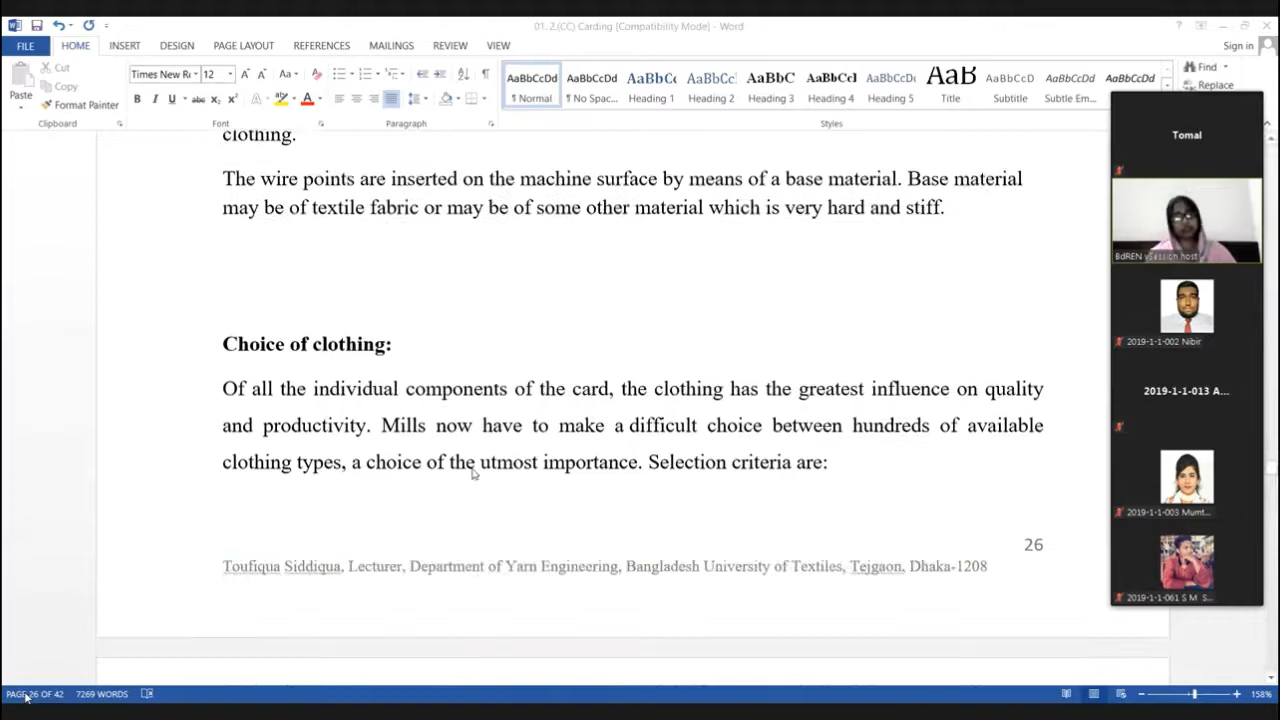 01. 2.(CC) Carding [Compatibility Mode] - Word
FILE HOME INSERT DESIGN PAGE LAYOUT REFERENCES MAILINGS REVIEW VIEW Sign in
Paste
Cut
Copy
Format Painter
Times New R 12
AaBbCcDd AaBbCcDd AaBbCc AaBbCc AaBbC AaBbCcI AaBbCcDd AaB AaBbCcD AaBbCcDd AaBbCcDd
¶ Normal ¶ No Spac... Heading 1 Heading 2 Heading 3 Heading 4 Heading 5 Title Subtitle Subtle Em...
Find
Replace
Clipboard Font Paragraph Styles
clothing.
The wire points are inserted on the machine surface by means of a base material. Base material
may be of textile fabric or may be of some other material which is very hard and stiff.
Choice of clothing:
Of all the individual components of the card, the clothing has the greatest influence on quality
and productivity. Mills now have to make a difficult choice between hundreds of available
clothing types, a choice of the utmost importance. Selection criteria are:
26
Toufiqua Siddiqua, Lecturer, Department of Yarn Engineering, Bangladesh University of Textiles, Tejgaon, Dhaka-1208
Tomal
BdREN vSession host
2019-1-1-002 Nibir
2019-1-1-013 A...
2019-1-1-003 Mumt...
2019-1-1-061 S M S...
PAGE 26 OF 42 7269 WORDS 158%